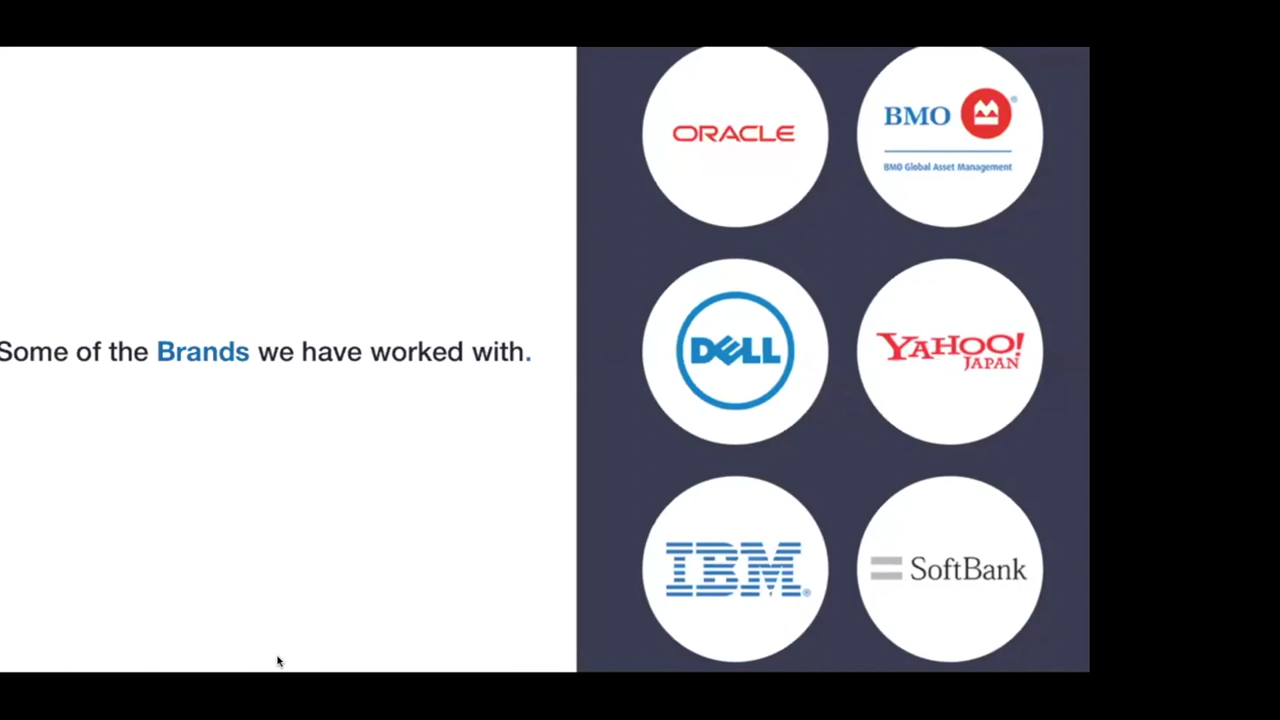 Some of the Brands we have worked with.
ORACLE
BMO ®
BMO Global Asset Management
DELL
YAHOO!
JAPAN
IBM®
SoftBank